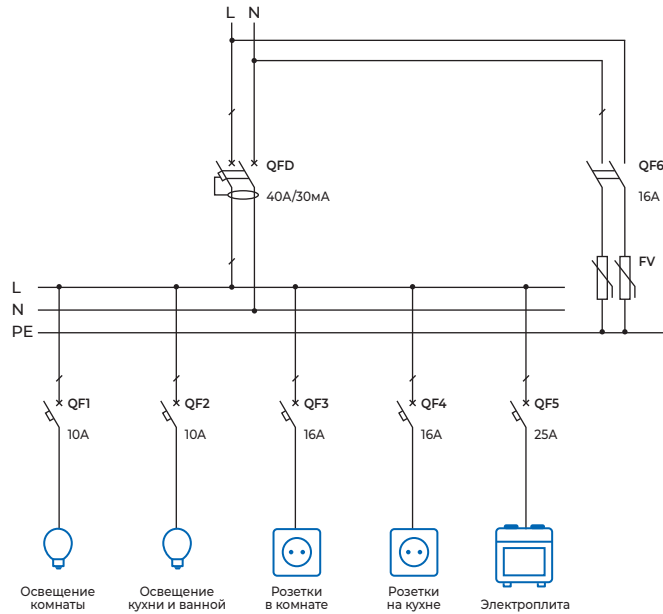 L N
QFD
40А/30мА
QF6
16А
FV
L
N
PE
QF1
10А
QF2
10А
QF3
16А
QF4
16А
QF5
25А
Освещение
комнаты
Освещение
кухни и ванной
Розетки
в комнате
Розетки
на кухне
Электроплита